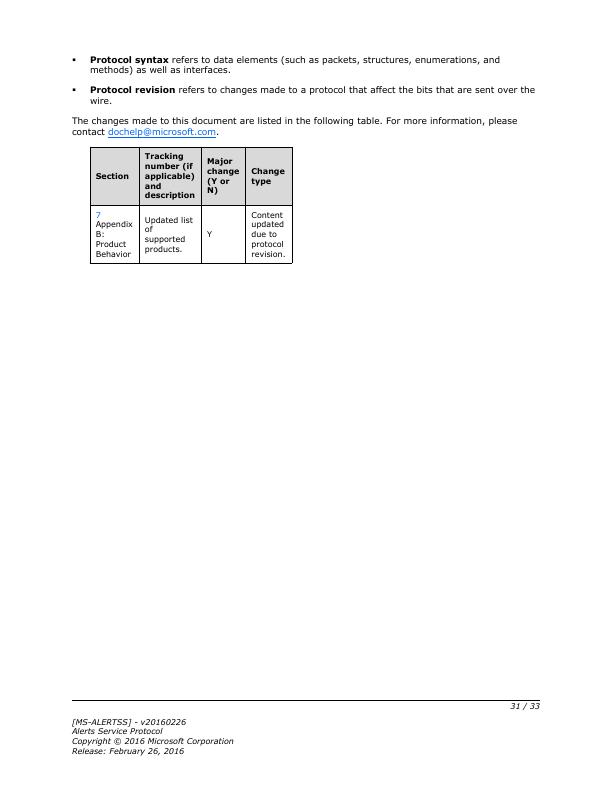 ▪ Protocol syntax refers to data elements (such as packets, structures, enumerations, and
methods) as well as interfaces.
▪ Protocol revision refers to changes made to a protocol that affect the bits that are sent over the
wire.
The changes made to this document are listed in the following table. For more information, please
contact dochelp@microsoft.com.
Section
Tracking
number (if
applicable)
and
description
Major
change
(Y or
N)
Change
type
7
Appendix
B:
Product
Behavior
Updated list
of
supported
products.
Y
Content
updated
due to
protocol
revision.
31 / 33
[MS-ALERTSS] - v20160226
Alerts Service Protocol
Copyright © 2016 Microsoft Corporation
Release: February 26, 2016